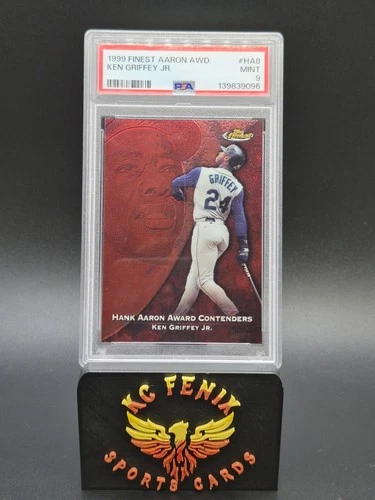 1999 FINEST AARON AWD. #HA8
KEN GRIFFEY JR. MINT
9
PSA 139839096
Topps Finest
GRIFFEY
24
HANK AARON AWARD CONTENDERS
KEN GRIFFEY JR.
KC FENIX
SPORTS CARDS